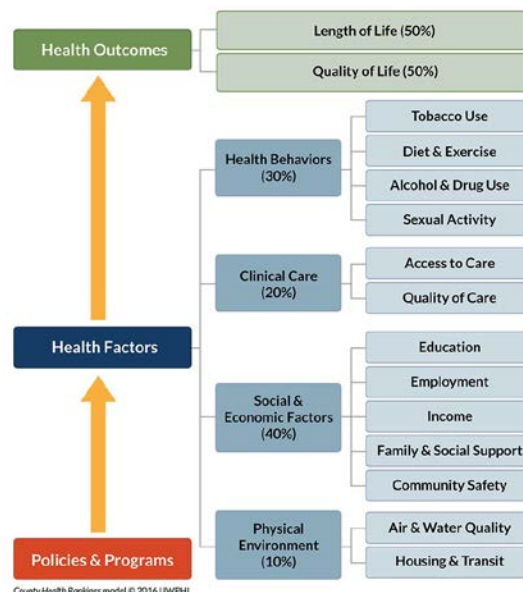 Health Outcomes
Length of Life (50%)
Quality of Life (50%)
Health Factors
Health Behaviors
(30%)
Tobacco Use
Diet & Exercise
Alcohol & Drug Use
Sexual Activity
Clinical Care
(20%)
Access to Care
Quality of Care
Social &
Economic Factors
(40%)
Education
Employment
Income
Family & Social Support
Community Safety
Physical
Environment
(10%)
Air & Water Quality
Housing & Transit
Policies & Programs
County Health Rankings model © 2016 UWPHI